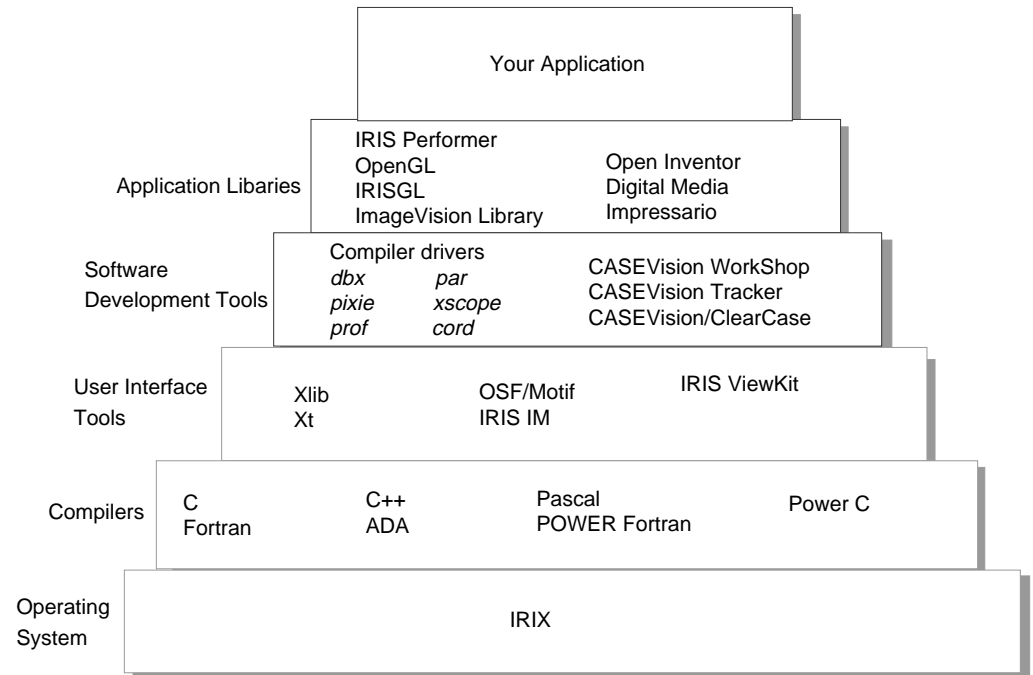 Your Application
Application Libaries
IRIS Performer
OpenGL
IRISGL
ImageVision Library
Open Inventor
Digital Media
Impressario
Software
Development Tools
Compiler drivers
dbx par
pixie xscope
prof cord
CASEVision WorkShop
CASEVision Tracker
CASEVision/ClearCase
User Interface
Tools
Xlib
Xt
OSF/Motif
IRIS IM
IRIS ViewKit
Compilers
C
Fortran
C++
ADA
Pascal
POWER Fortran
Power C
Operating
System
IRIX